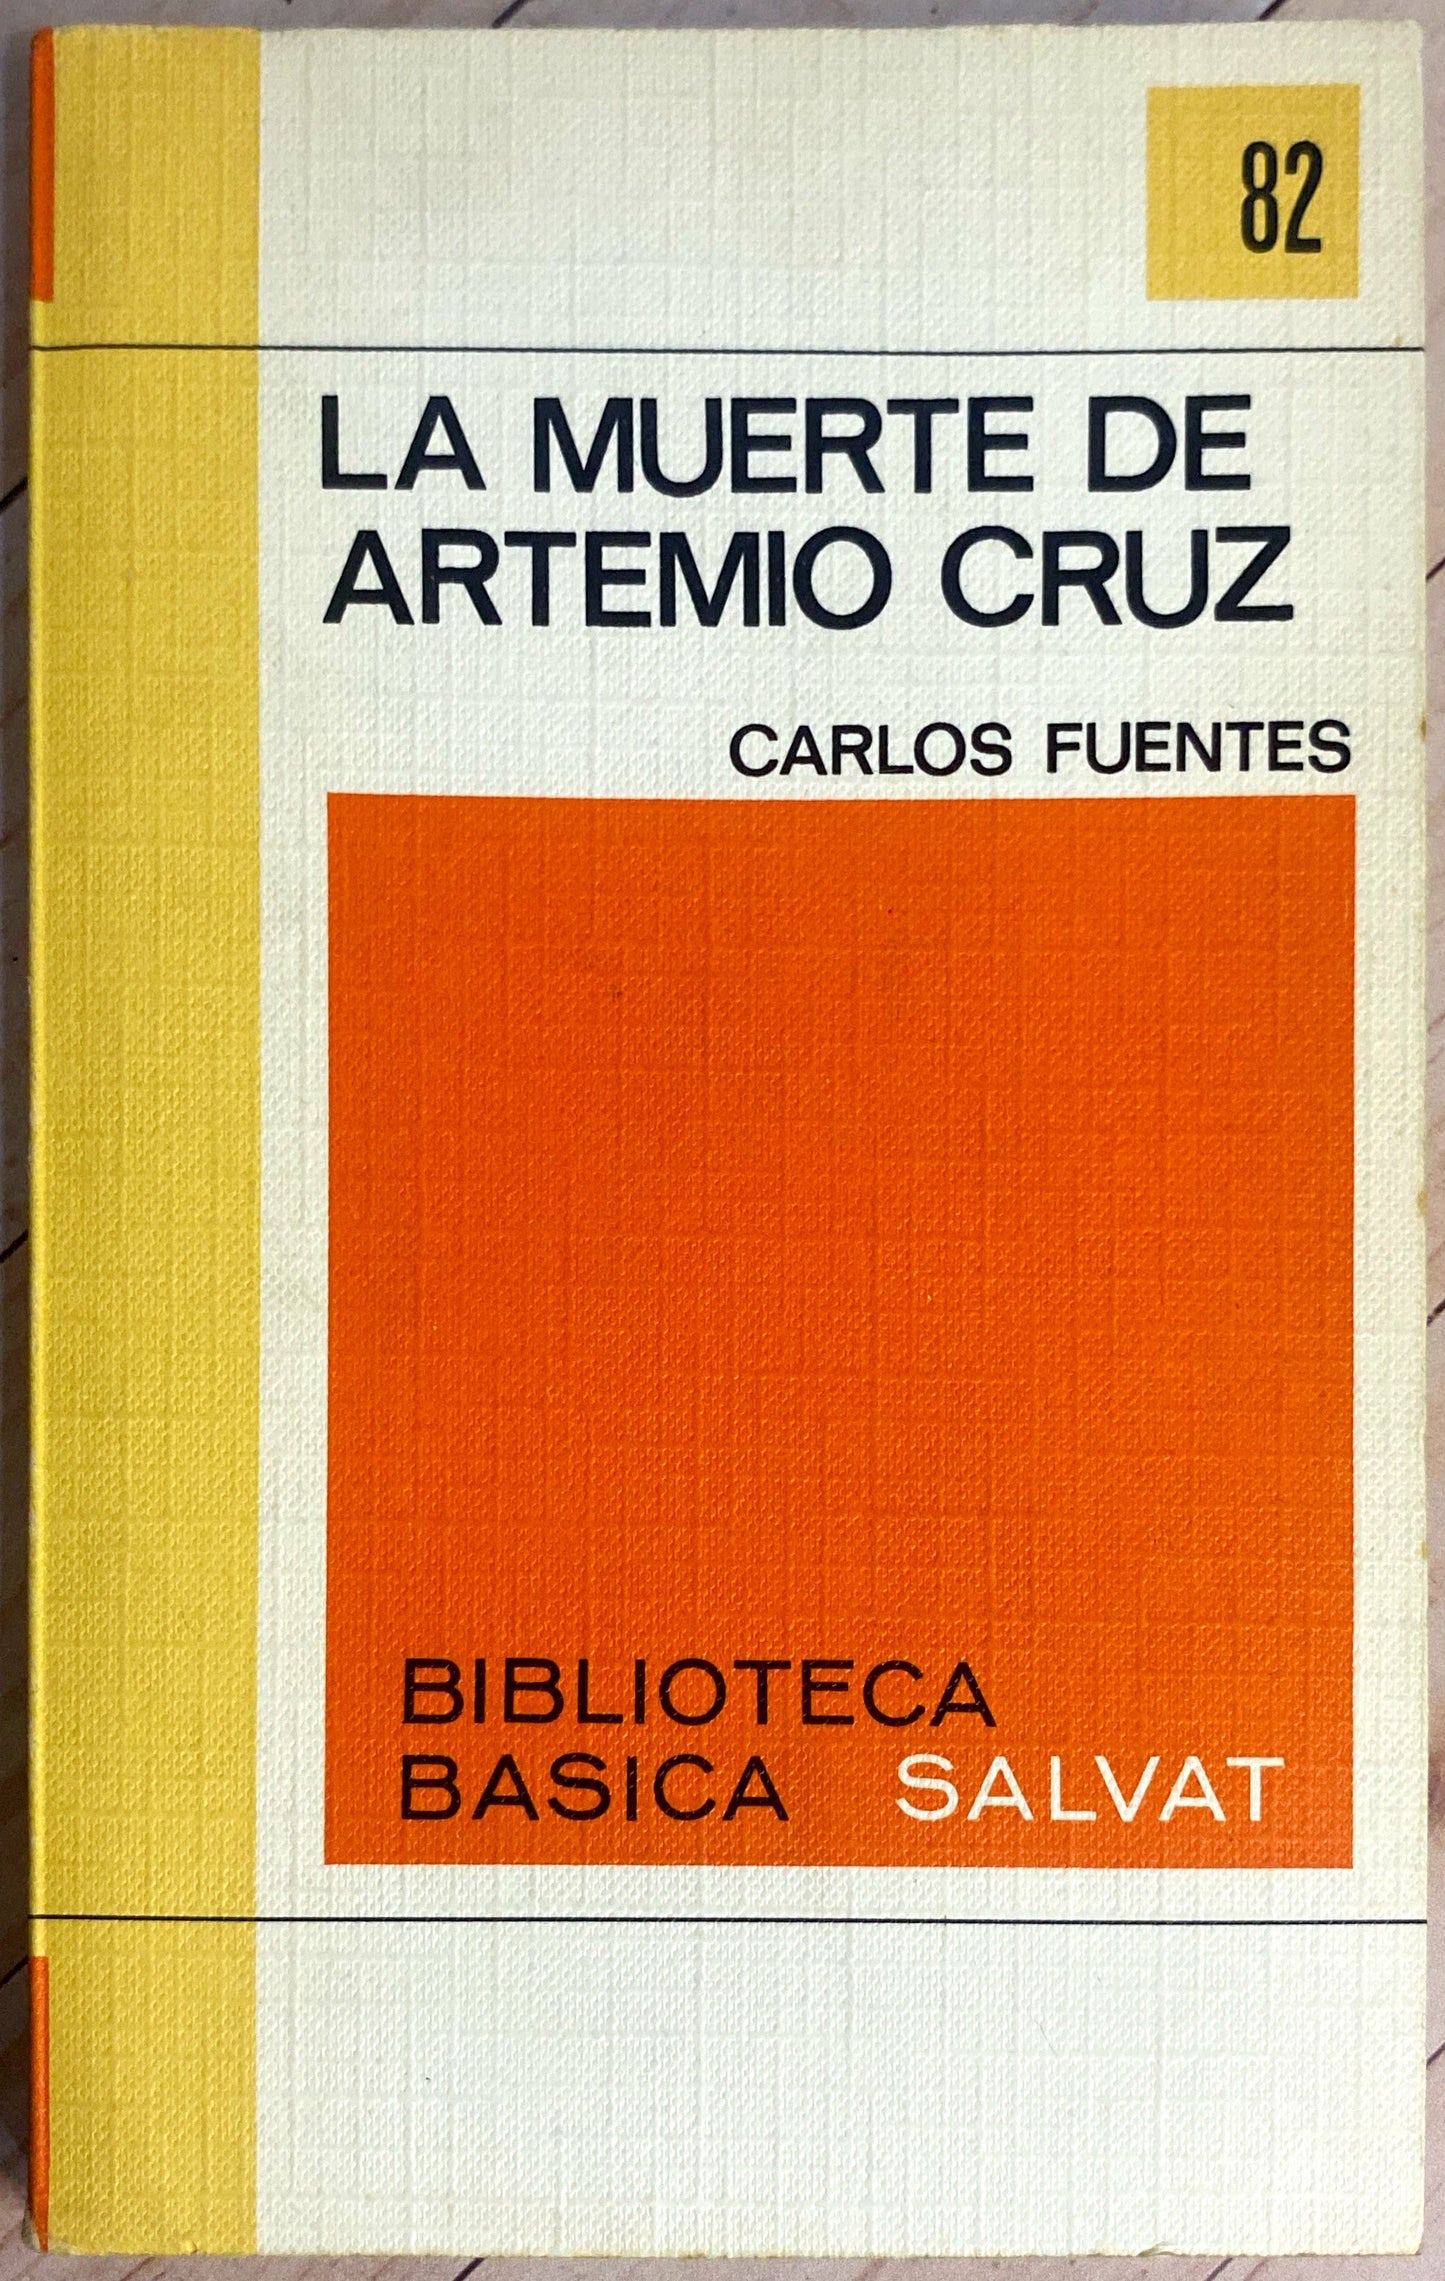 82
LA MUERTE DE
ARTEMIO CRUZ
CARLOS FUENTES
BIBLIOTECA
BASICA SALVAT